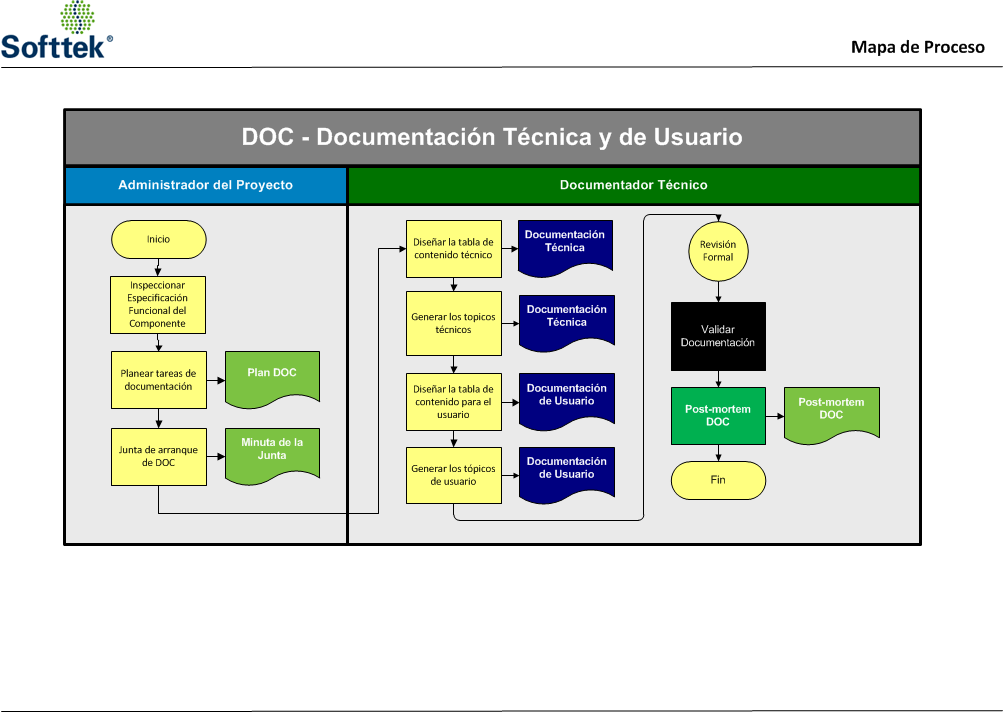 Softtek®
Mapa de Proceso
DOC - Documentación Técnica y de Usuario
Administrador del Proyecto
Documentador Técnico
Inicio
Inspeccionar
Especificación
Funcional del
Componente
Planear tareas de
documentación
Plan DOC
Junta de arranque
de DOC
Minuta de la
Junta
Diseñar la tabla de
contenido técnico
Documentación
Técnica
Generar los topicos
técnicos
Documentación
Técnica
Diseñar la tabla de
contenido para el
usuario
Documentación
de Usuario
Generar los tópicos
de usuario
Documentación
de Usuario
Revisión
Formal
Validar
Documentación
Post-mortem
DOC
Post-mortem
DOC
Fin